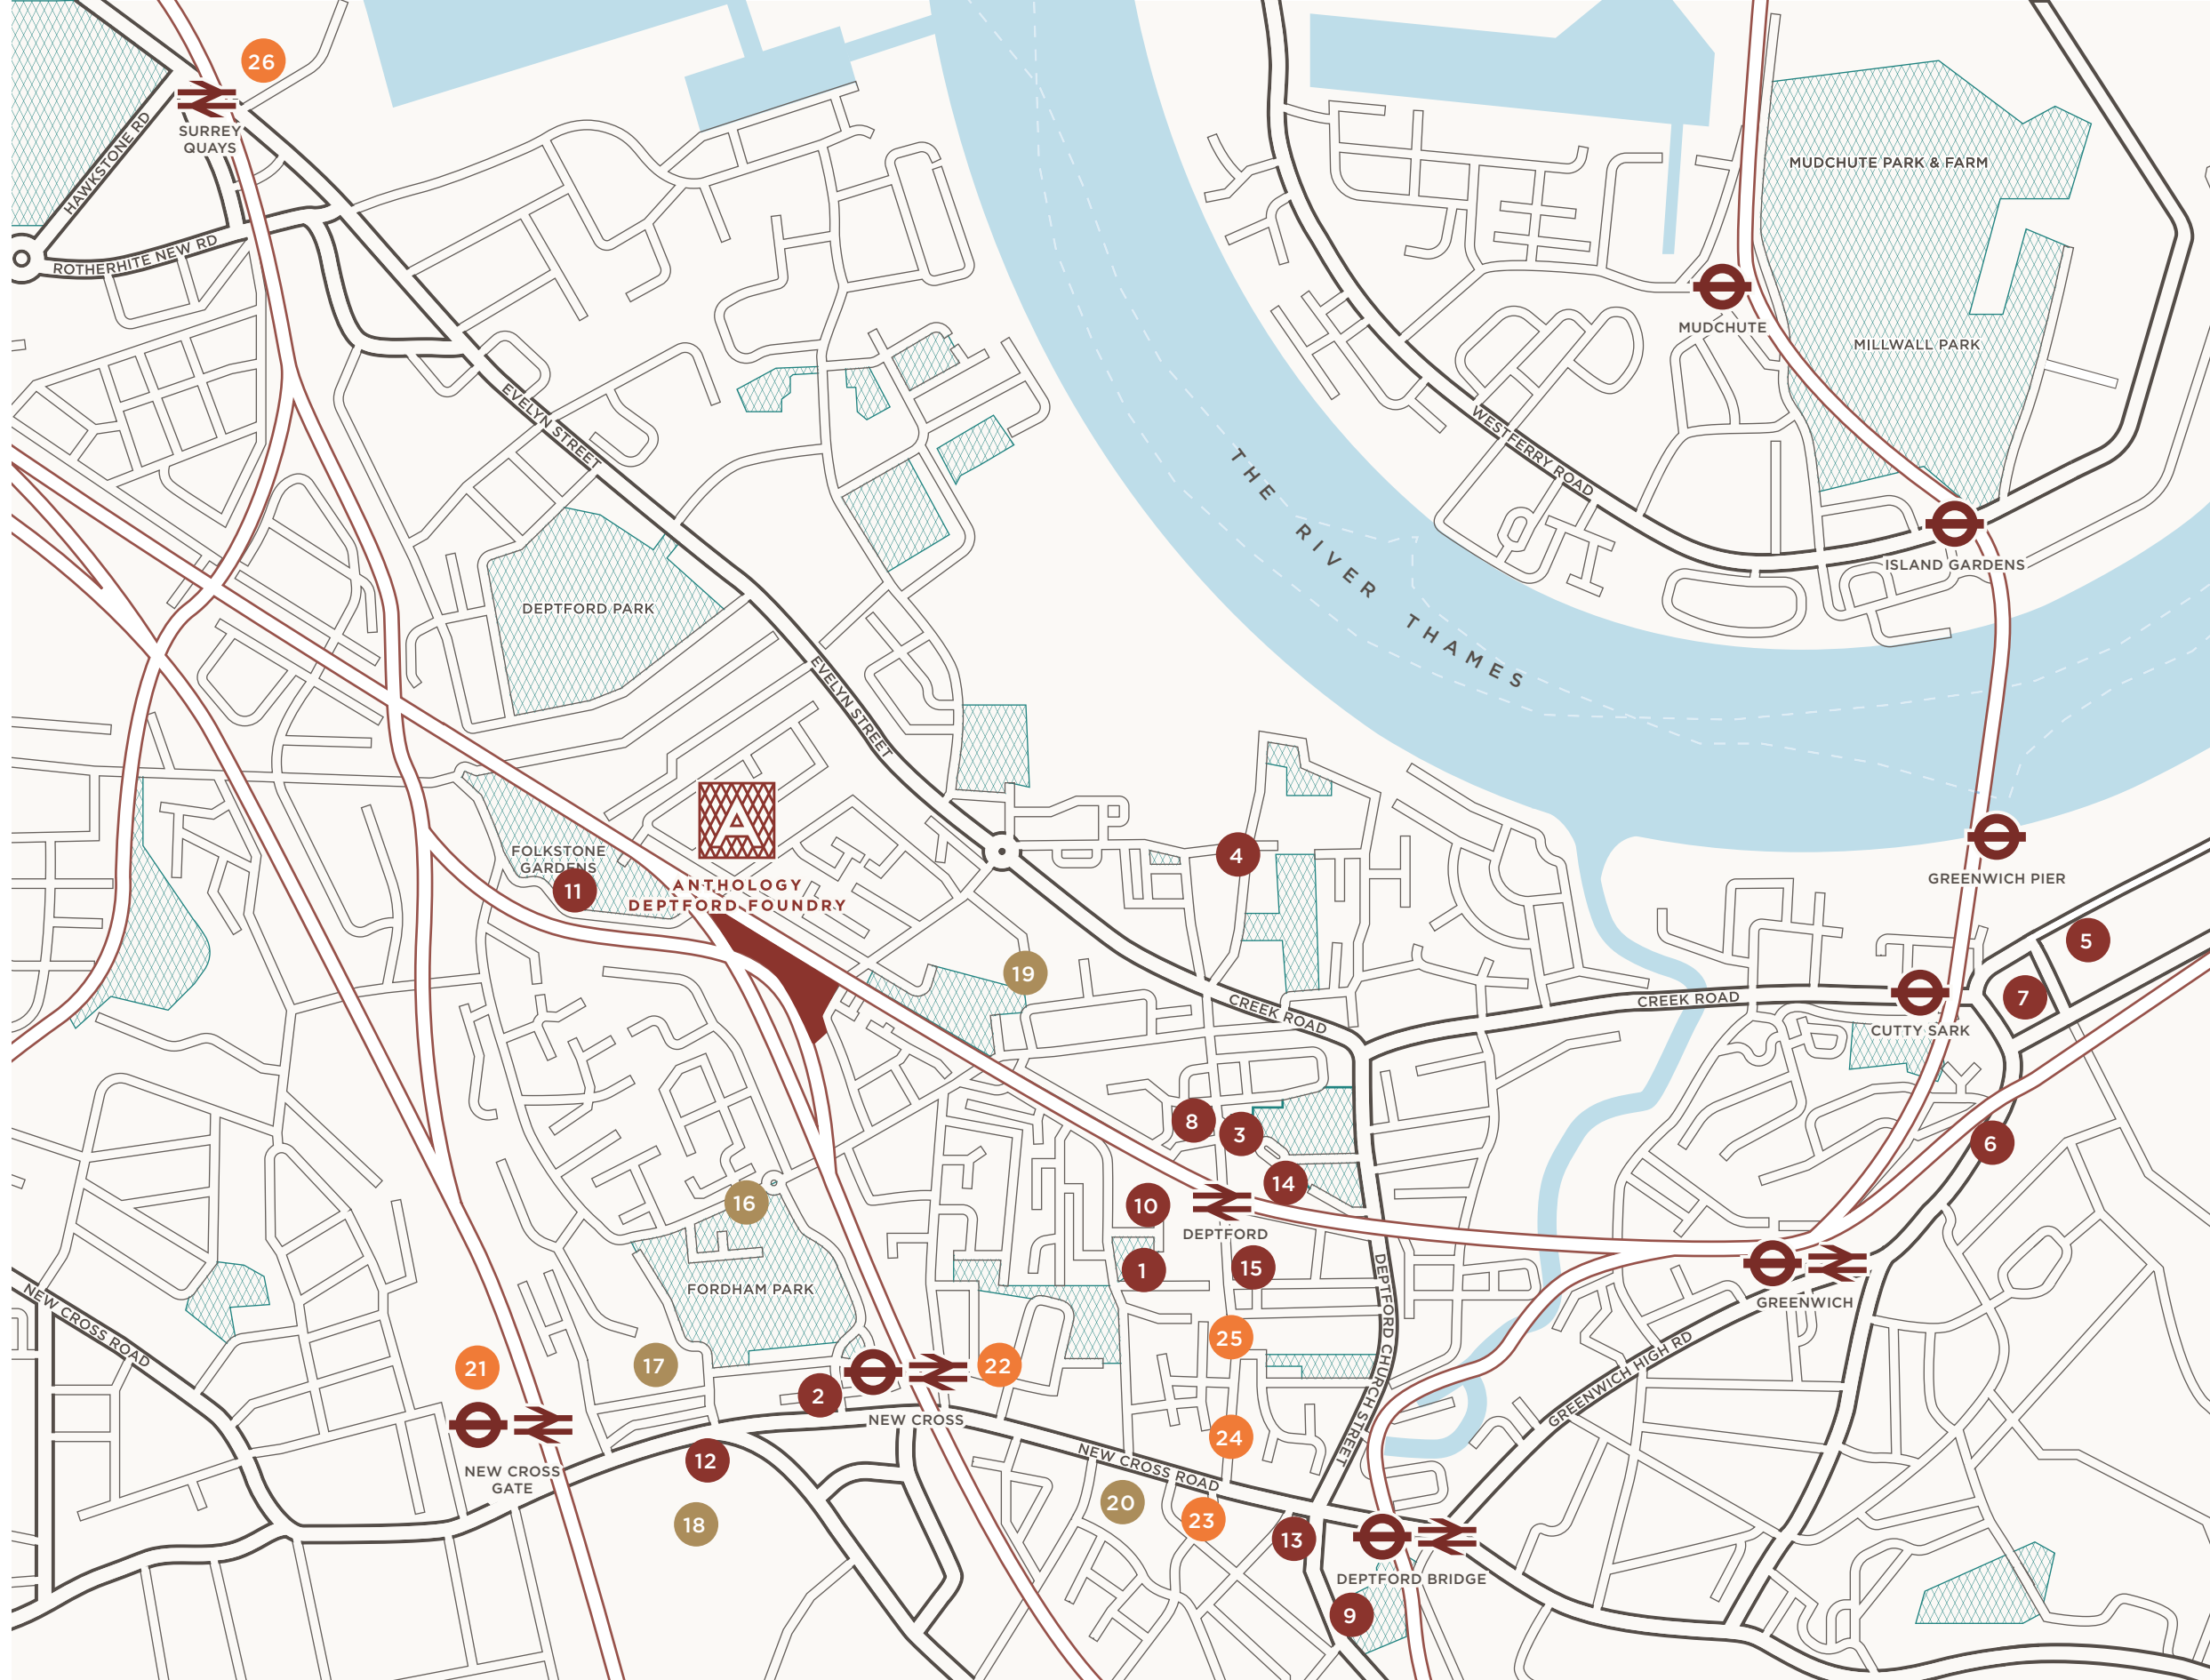 26
SURREY
QUAYS
HAWKSTONE RD
ROTHERHITE NEW RD
MUDCHUTE PARK & FARM
MUDCHUTE
MILLWALL PARK
EVELYN STREET
WESTFERRY ROAD
THE RIVER THAMES
ISLAND GARDENS
DEPTFORD PARK
EVELYN STREET
A
FOLKSTONE
GARDENS
11
ANTHOLOGY
DEPTFORD FOUNDRY
4
GREENWICH PIER
5
7
19
CREEK ROAD
CREEK ROAD
CUTTY SARK
8
3
6
14
16
10
DEPTFORD
1
15
FORDHAM PARK
DEPTFORD CHURCH STREET
GREENWICH
NEW CROSS ROAD
25
21
17
22
2
NEW CROSS
GREENWICH HIGH RD
24
12
NEW CROSS
GATE
NEW CROSS ROAD
18
20
23
13
DEPTFORD BRIDGE
9